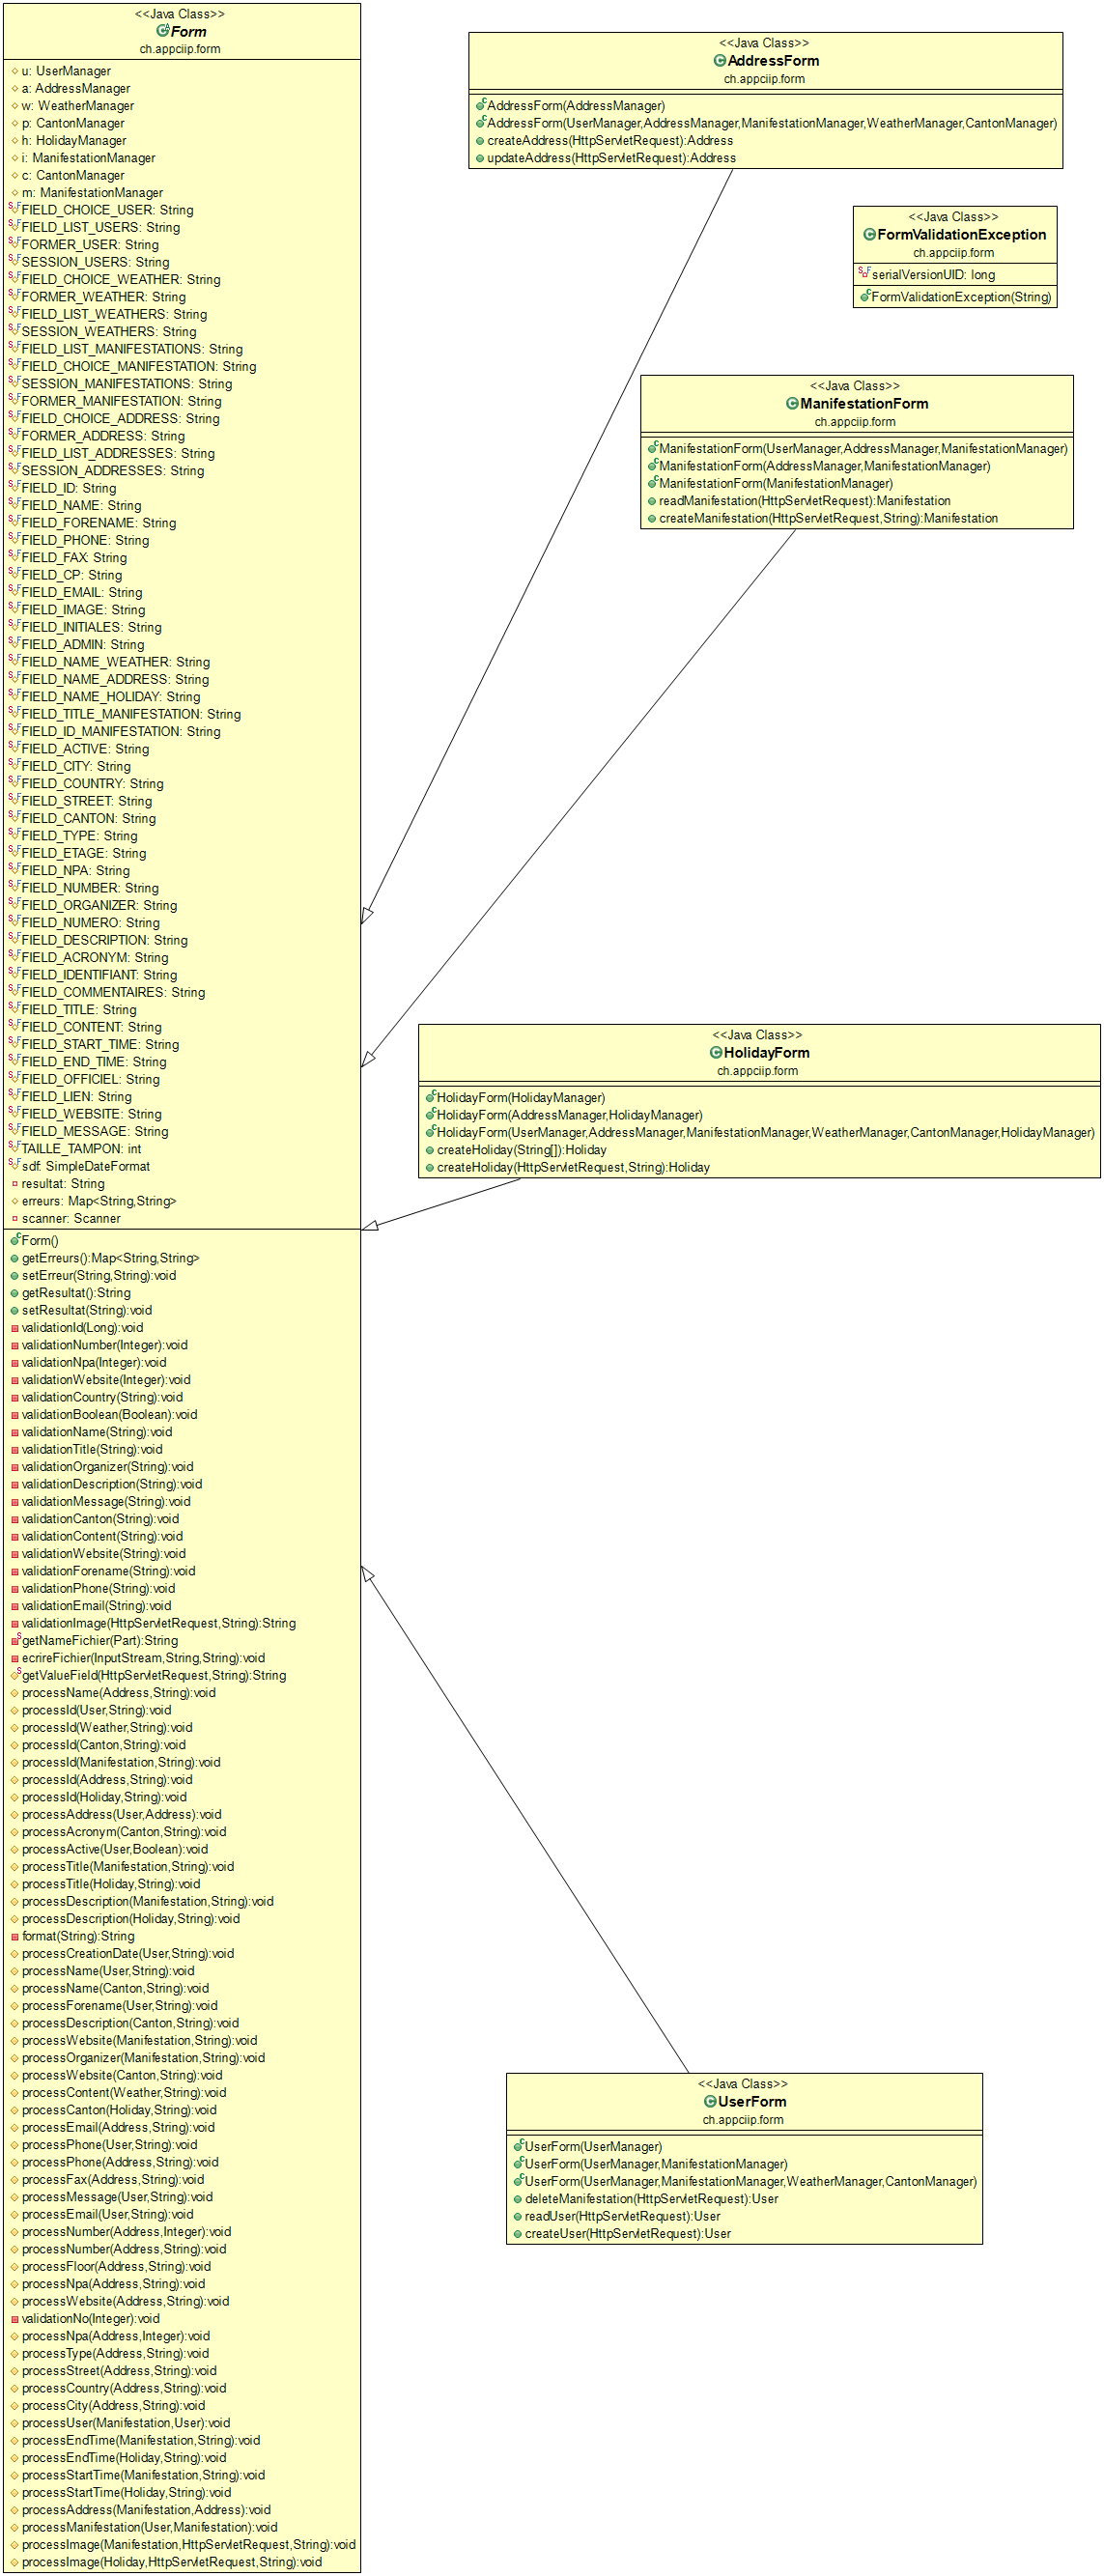 <<Java Class>>
Form
ch.appciip.form
u: UserManager
a: AddressManager
w: WeatherManager
p: CantonManager
h: HolidayManager
i: ManifestationManager
c: CantonManager
m: ManifestationManager
FIELD_CHOICE_USER: String
FIELD_LIST_USERS: String
FORMER_USER: String
SESSION_USERS: String
FIELD_CHOICE_WEATHER: String
FORMER_WEATHER: String
FIELD_LIST_WEATHERS: String
SESSION_WEATHERS: String
FIELD_LIST_MANIFESTATIONS: String
FIELD_CHOICE_MANIFESTATION: String
SESSION_MANIFESTATIONS: String
FORMER_MANIFESTATION: String
FIELD_CHOICE_ADDRESS: String
FORMER_ADDRESS: String
FIELD_LIST_ADDRESSES: String
SESSION_ADDRESSES: String
FIELD_ID: String
FIELD_NAME: String
FIELD_FORENAME: String
FIELD_PHONE: String
FIELD_FAX: String
FIELD_CP: String
FIELD_EMAIL: String
FIELD_IMAGE: String
FIELD_INITIALES: String
FIELD_ADMIN: String
FIELD_NAME_WEATHER: String
FIELD_NAME_ADDRESS: String
FIELD_NAME_HOLIDAY: String
FIELD_TITLE_MANIFESTATION: String
FIELD_ID_MANIFESTATION: String
FIELD_ACTIVE: String
FIELD_CITY: String
FIELD_COUNTRY: String
FIELD_STREET: String
FIELD_CANTON: String
FIELD_TYPE: String
FIELD_ETAGE: String
FIELD_NPA: String
FIELD_NUMBER: String
FIELD_ORGANIZER: String
FIELD_NUMERO: String
FIELD_DESCRIPTION: String
FIELD_ACRONYM: String
FIELD_IDENTIFIANT: String
FIELD_COMMENTAIRES: String
FIELD_TITLE: String
FIELD_CONTENT: String
FIELD_START_TIME: String
FIELD_END_TIME: String
FIELD_OFFICIEL: String
FIELD_LIEN: String
FIELD_WEBSITE: String
FIELD_MESSAGE: String
TAILLE_TAMPON: int
sdf: SimpleDateFormat
resultat: String
erreurs: Map<String,String>
scanner: Scanner
Form()
getErreurs():Map<String,String>
setErreur(String,String):void
getResultat():String
setResultat(String):void
validationId(Long):void
validationNumber(Integer):void
validationNpa(Integer):void
validationWebsite(Integer):void
validationCountry(String):void
validationBoolean(Boolean):void
validationName(String):void
validationTitle(String):void
validationOrganizer(String):void
validationDescription(String):void
validationMessage(String):void
validationCanton(String):void
validationContent(String):void
validationWebsite(String):void
validationForename(String):void
validationPhone(String):void
validationEmail(String):void
validationImage(HttpServletRequest,String):String
getNameFichier(Part):String
ecrireFichier(InputStream,String,String):void
getValueField(HttpServletRequest,String):String
processName(Address,String):void
processId(User,String):void
processId(Weather,String):void
processId(Canton,String):void
processId(Manifestation,String):void
processId(Address,String):void
processId(Holiday,String):void
processAddress(User,Address):void
processAcronym(Canton,String):void
processActive(User,Boolean):void
processTitle(Manifestation,String):void
processTitle(Holiday,String):void
processDescription(Manifestation,String):void
processDescription(Holiday,String):void
format(String):String
processCreationDate(User,String):void
processName(User,String):void
processName(Canton,String):void
processForename(User,String):void
processDescription(Canton,String):void
processWebsite(Manifestation,String):void
processOrganizer(Manifestation,String):void
processWebsite(Canton,String):void
processContent(Weather,String):void
processCanton(Holiday,String):void
processEmail(Address,String):void
processPhone(User,String):void
processPhone(Address,String):void
processFax(Address,String):void
processMessage(User,String):void
processEmail(User,String):void
processNumber(Address,Integer):void
processNumber(Address,String):void
processFloor(Address,String):void
processNpa(Address,String):void
processWebsite(Address,String):void
validationNo(Integer):void
processNpa(Address,Integer):void
processType(Address,String):void
processStreet(Address,String):void
processCountry(Address,String):void
processCity(Address,String):void
processUser(Manifestation,User):void
processEndTime(Manifestation,String):void
processEndTime(Holiday,String):void
processStartTime(Manifestation,String):void
processStartTime(Holiday,String):void
processAddress(Manifestation,Address):void
processManifestation(User,Manifestation):void
processImage(Manifestation,HttpServletRequest,String):void
processImage(Holiday,HttpServletRequest,String):void
<<Java Class>>
AddressForm
ch.appciip.form
AddressForm(AddressManager)
AddressForm(UserManager,AddressManager,ManifestationManager,WeatherManager,CantonManager)
createAddress(HttpServletRequest):Address
updateAddress(HttpServletRequest):Address
<<Java Class>>
FormValidationException
ch.appciip.form
serialVersionUID: long
FormValidationException(String)
<<Java Class>>
ManifestationForm
ch.appciip.form
ManifestationForm(UserManager,AddressManager,ManifestationManager)
ManifestationForm(AddressManager,ManifestationManager)
ManifestationForm(ManifestationManager)
readManifestation(HttpServletRequest):Manifestation
createManifestation(HttpServletRequest,String):Manifestation
<<Java Class>>
HolidayForm
ch.appciip.form
HolidayForm(HolidayManager)
HolidayForm(AddressManager,HolidayManager)
HolidayForm(UserManager,AddressManager,ManifestationManager,WeatherManager,CantonManager,HolidayManager)
createHoliday(String[]):Holiday
createHoliday(HttpServletRequest,String):Holiday
<<Java Class>>
UserForm
ch.appciip.form
UserForm(UserManager)
UserForm(UserManager,ManifestationManager)
UserForm(UserManager,ManifestationManager,WeatherManager,CantonManager)
deleteManifestation(HttpServletRequest):User
readUser(HttpServletRequest):User
createUser(HttpServletRequest):User